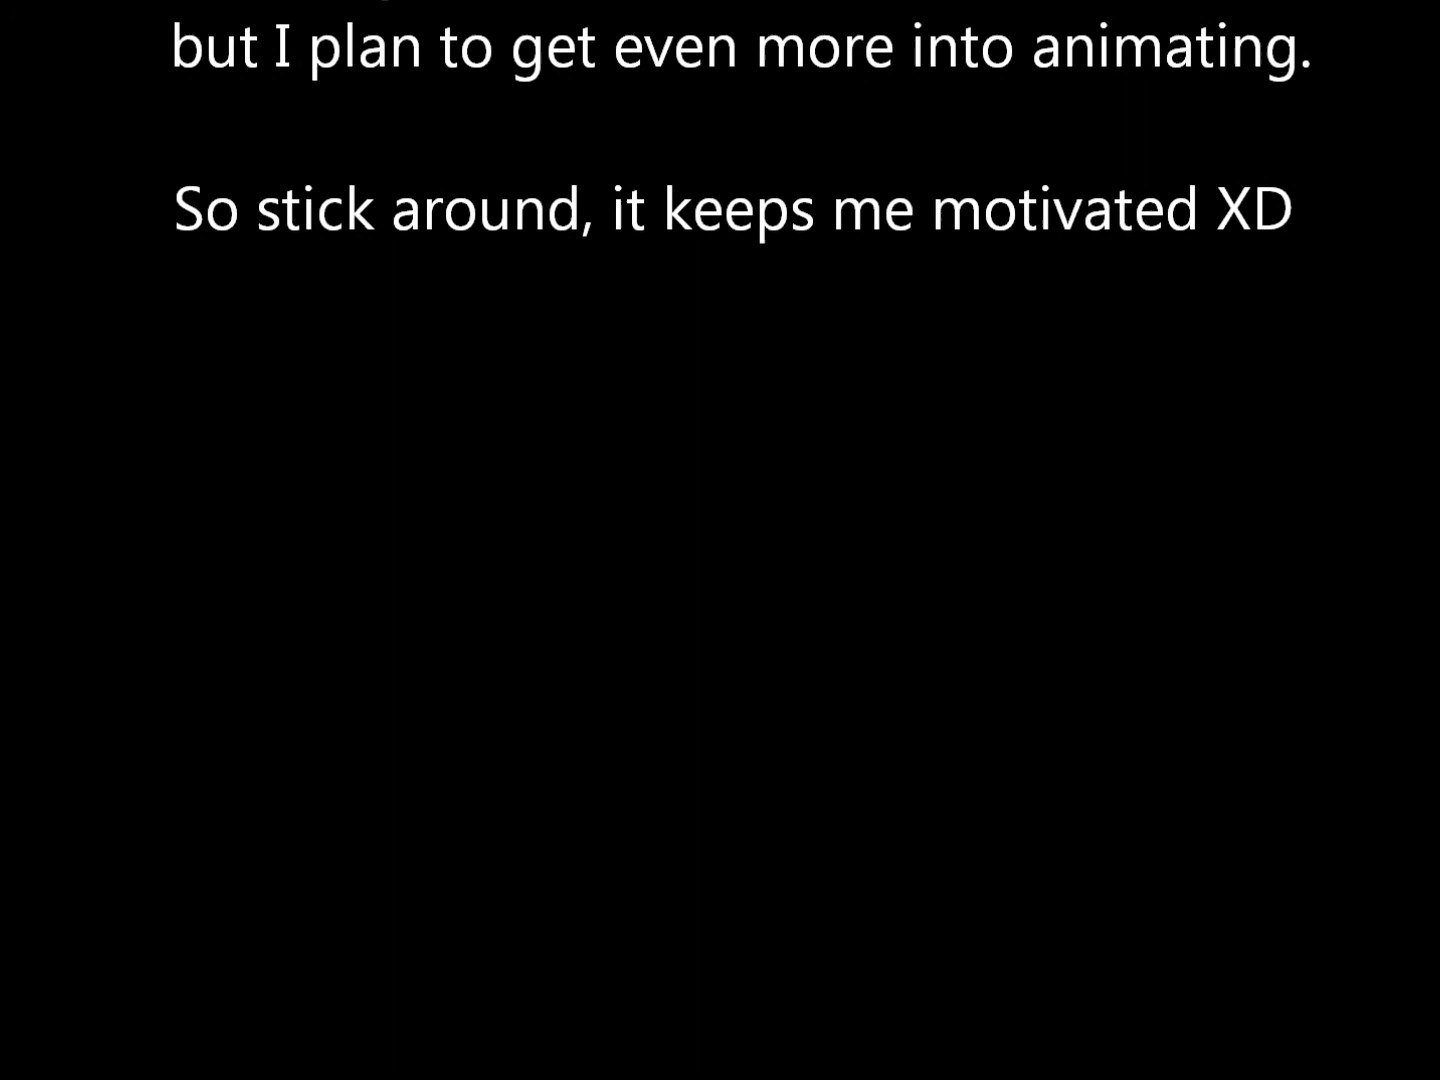 but I plan to get even more into animating.
So stick around, it keeps me motivated XD